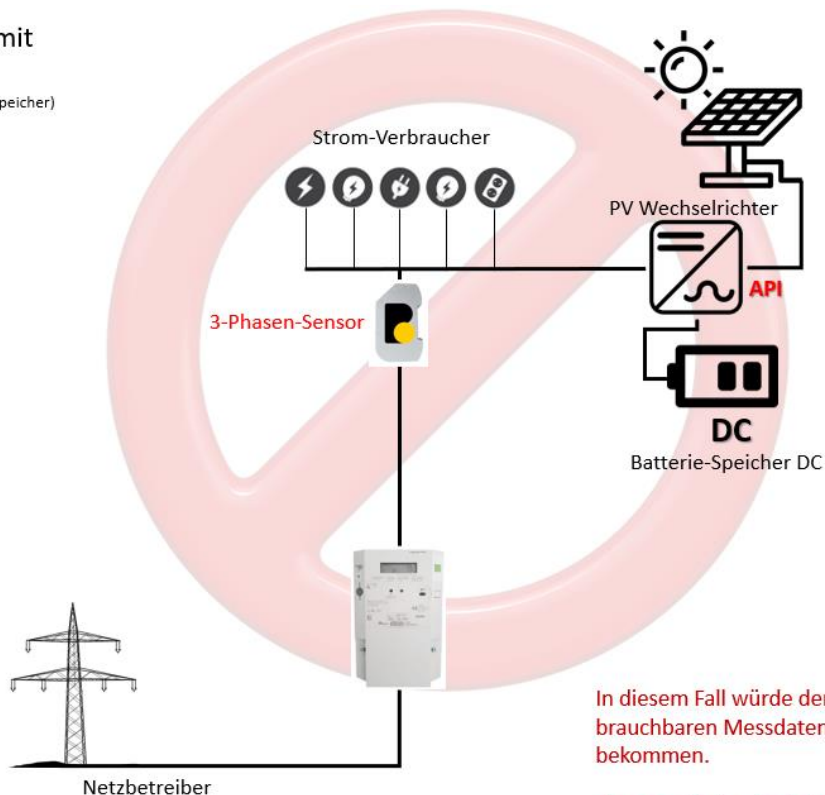 mit
peicher)
Strom-Verbraucher
PV Wechselrichter
API
3-Phasen-Sensor
DC
Batterie-Speicher DC
In diesem Fall würde der
brauchbaren Messdaten
bekommen.
Netzbetreiber